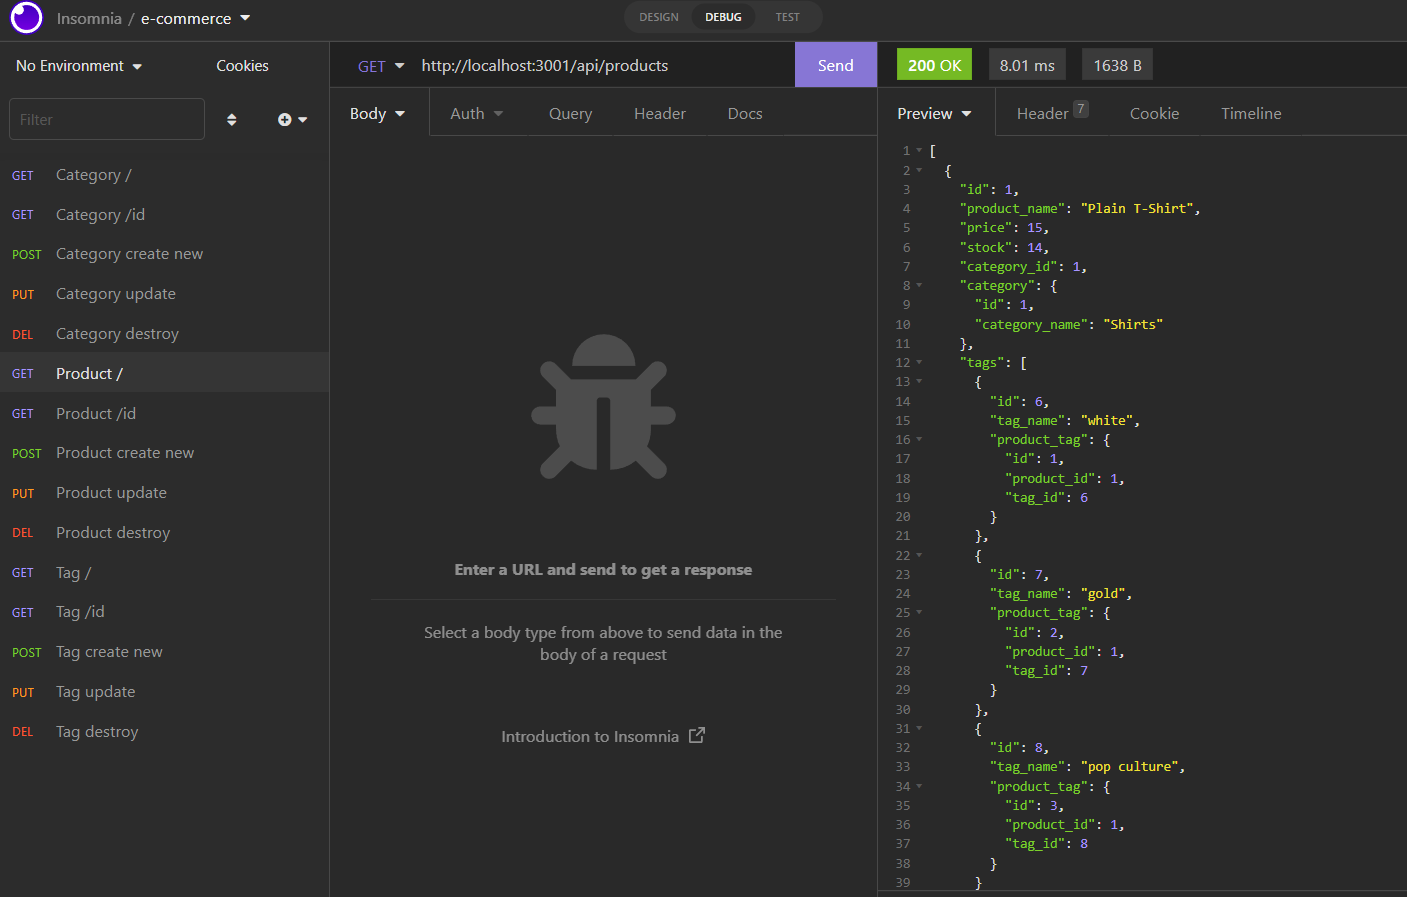 Insomnia / e-commerce
DESIGN DEBUG TEST
No Environment
Cookies
Filter
GET Category /
GET Category /id
POST Category create new
PUT Category update
DEL Category destroy
GET Product /
GET Product /id
POST Product create new
PUT Product update
DEL Product destroy
GET Tag /
GET Tag /id
POST Tag create new
PUT Tag update
DEL Tag destroy
GET http://localhost:3001/api/products Send
Body Auth Query Header Docs
Enter a URL and send to get a response
Select a body type from above to send data in the
body of a request
Introduction to Insomnia
200 OK 8.01 ms 1638 B
Preview Header 7 Cookie Timeline
1 [
2 {
3 "id": 1,
4 "product_name": "Plain T-Shirt",
5 "price": 15,
6 "stock": 14,
7 "category_id": 1,
8 "category": {
9 "id": 1,
10 "category_name": "Shirts"
11 },
12 "tags": [
13 {
14 "id": 6,
15 "tag_name": "white",
16 "product_tag": {
17 "id": 1,
18 "product_id": 1,
19 "tag_id": 6
20 }
21 },
22 {
23 "id": 7,
24 "tag_name": "gold",
25 "product_tag": {
26 "id": 2,
27 "product_id": 1,
28 "tag_id": 7
29 }
30 },
31 {
32 "id": 8,
33 "tag_name": "pop culture",
34 "product_tag": {
35 "id": 3,
36 "product_id": 1,
37 "tag_id": 8
38 }
39 }